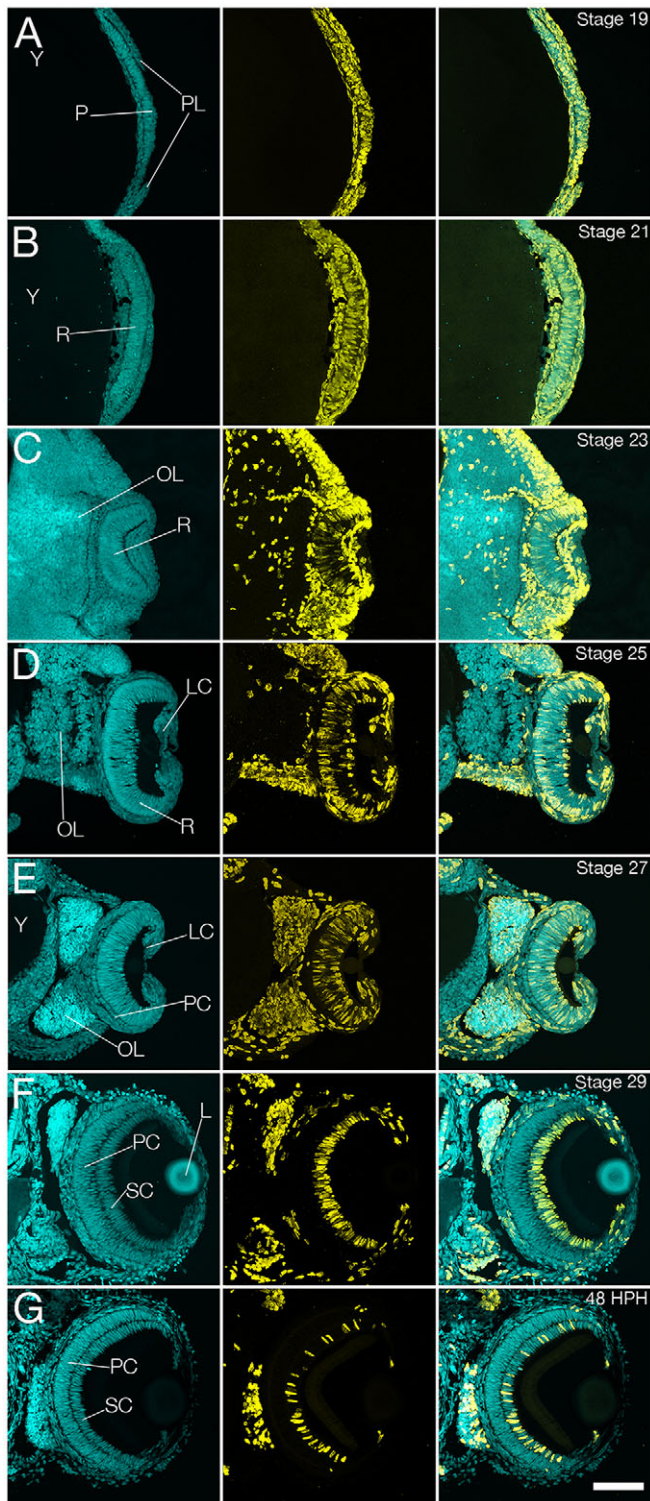 A
Stage 19
Y
PL
P
B
Stage 21
Y
R
C
Stage 23
OL
R
D
Stage 25
LC
OL
R
E
Stage 27
Y
LC
PC
OL
F
Stage 29
L
PC
SC
G
48 HPH
PC
SC